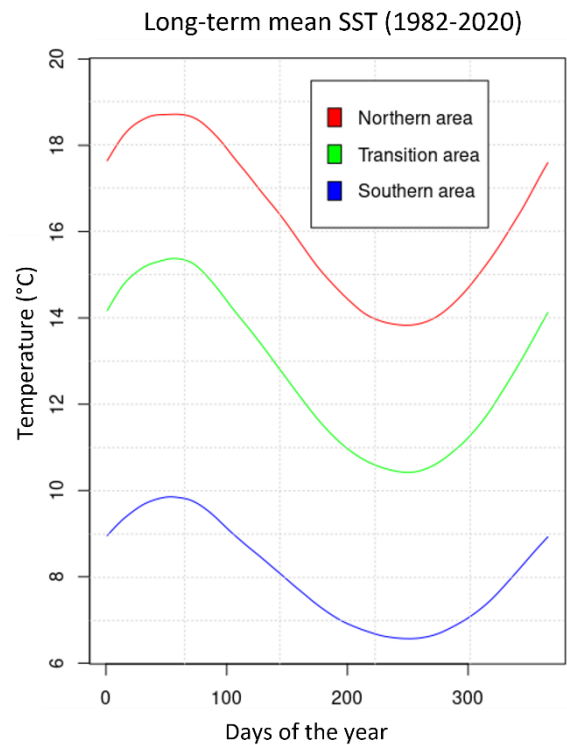 Long-term mean SST (1982-2020)
20
18
16
14
12
10
8
6
Temperature (°C)
Northern area
Transition area
Southern area
0 100 200 300
Days of the year